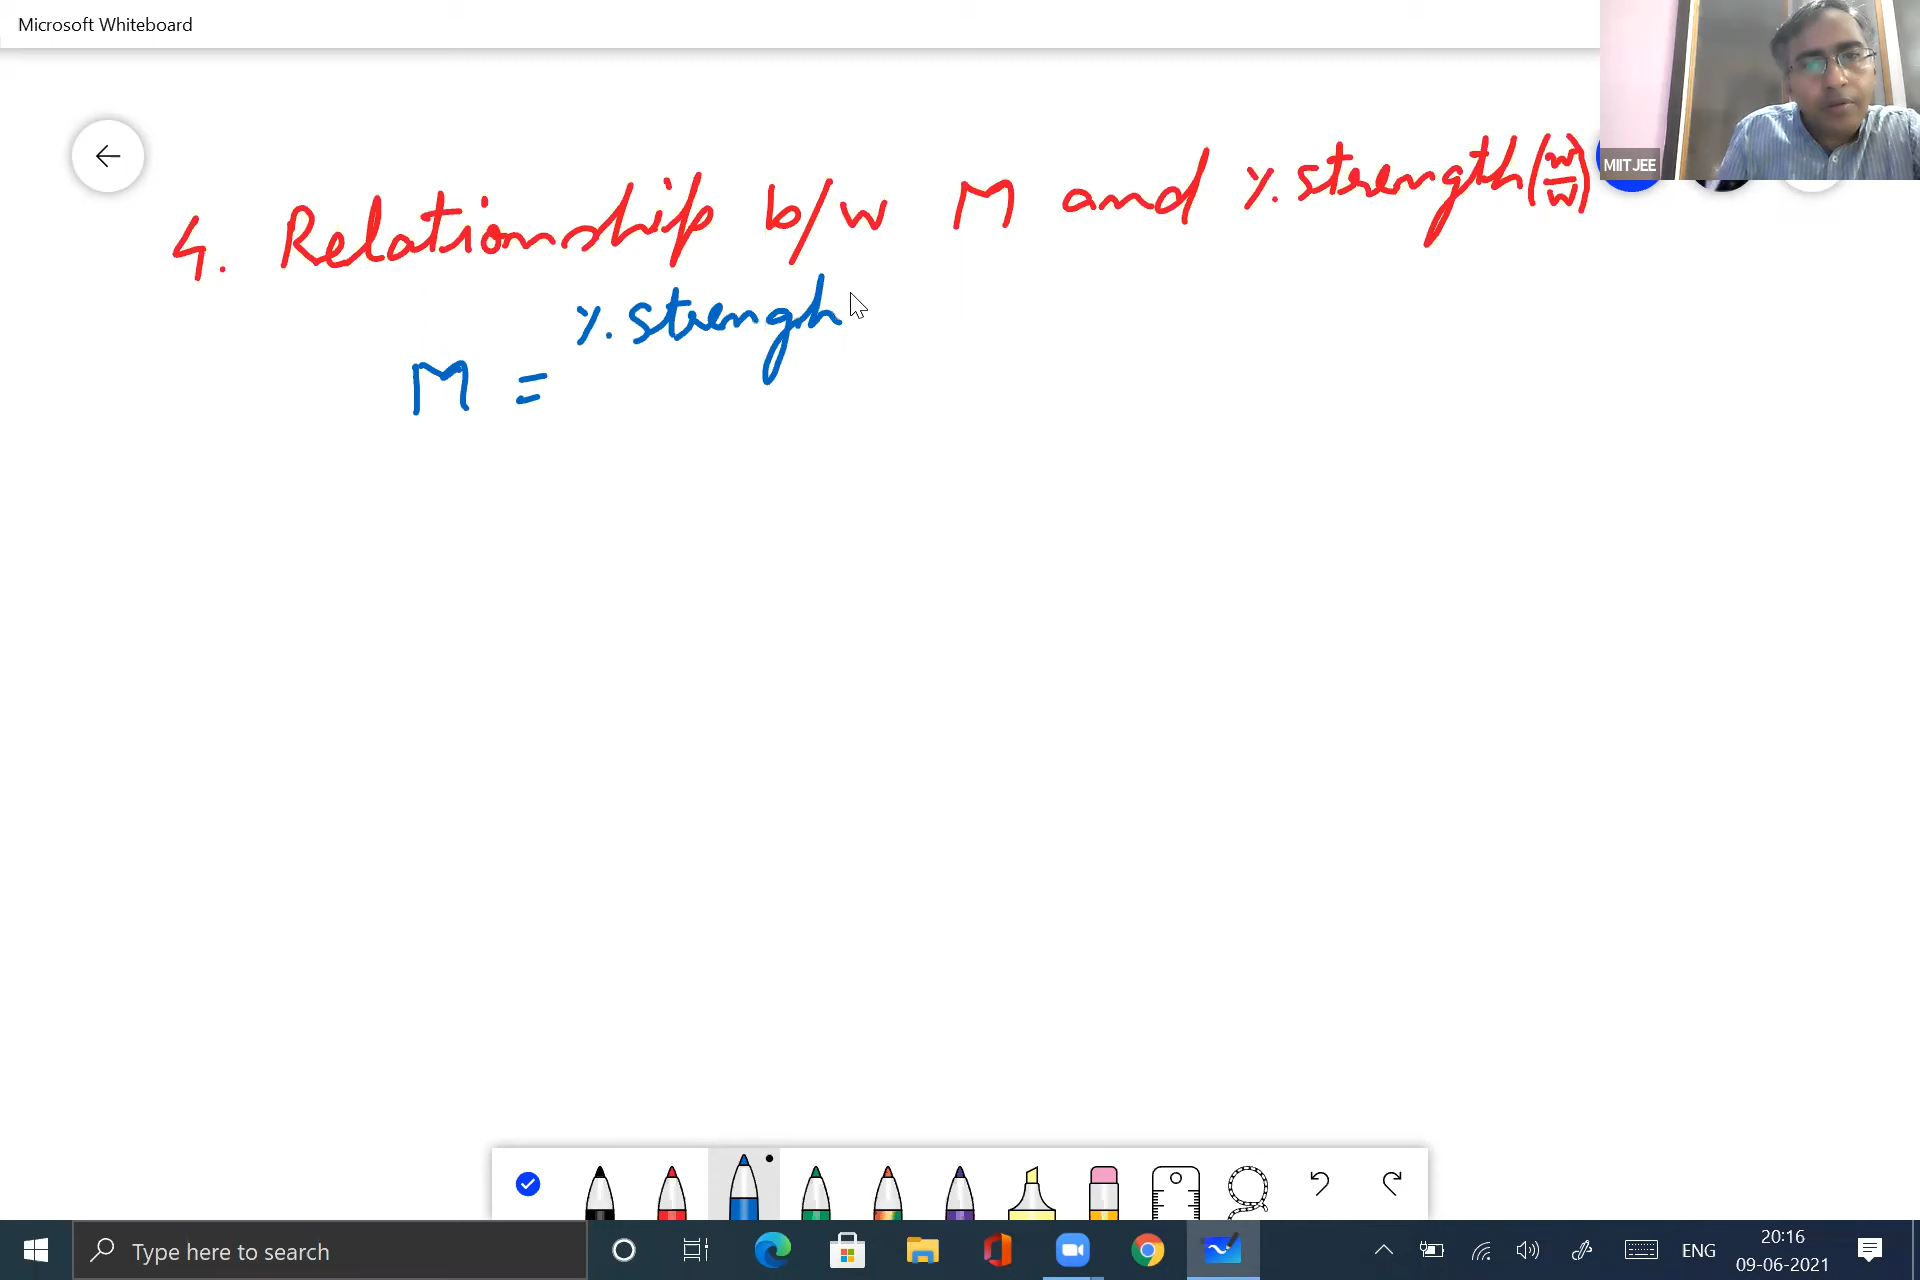 Microsoft Whiteboard
MIIT JEE
4. Relationship b/w M and %. strength (w/w)
%. strengh
M =
Type here to search
ENG
20:16
09-06-2021